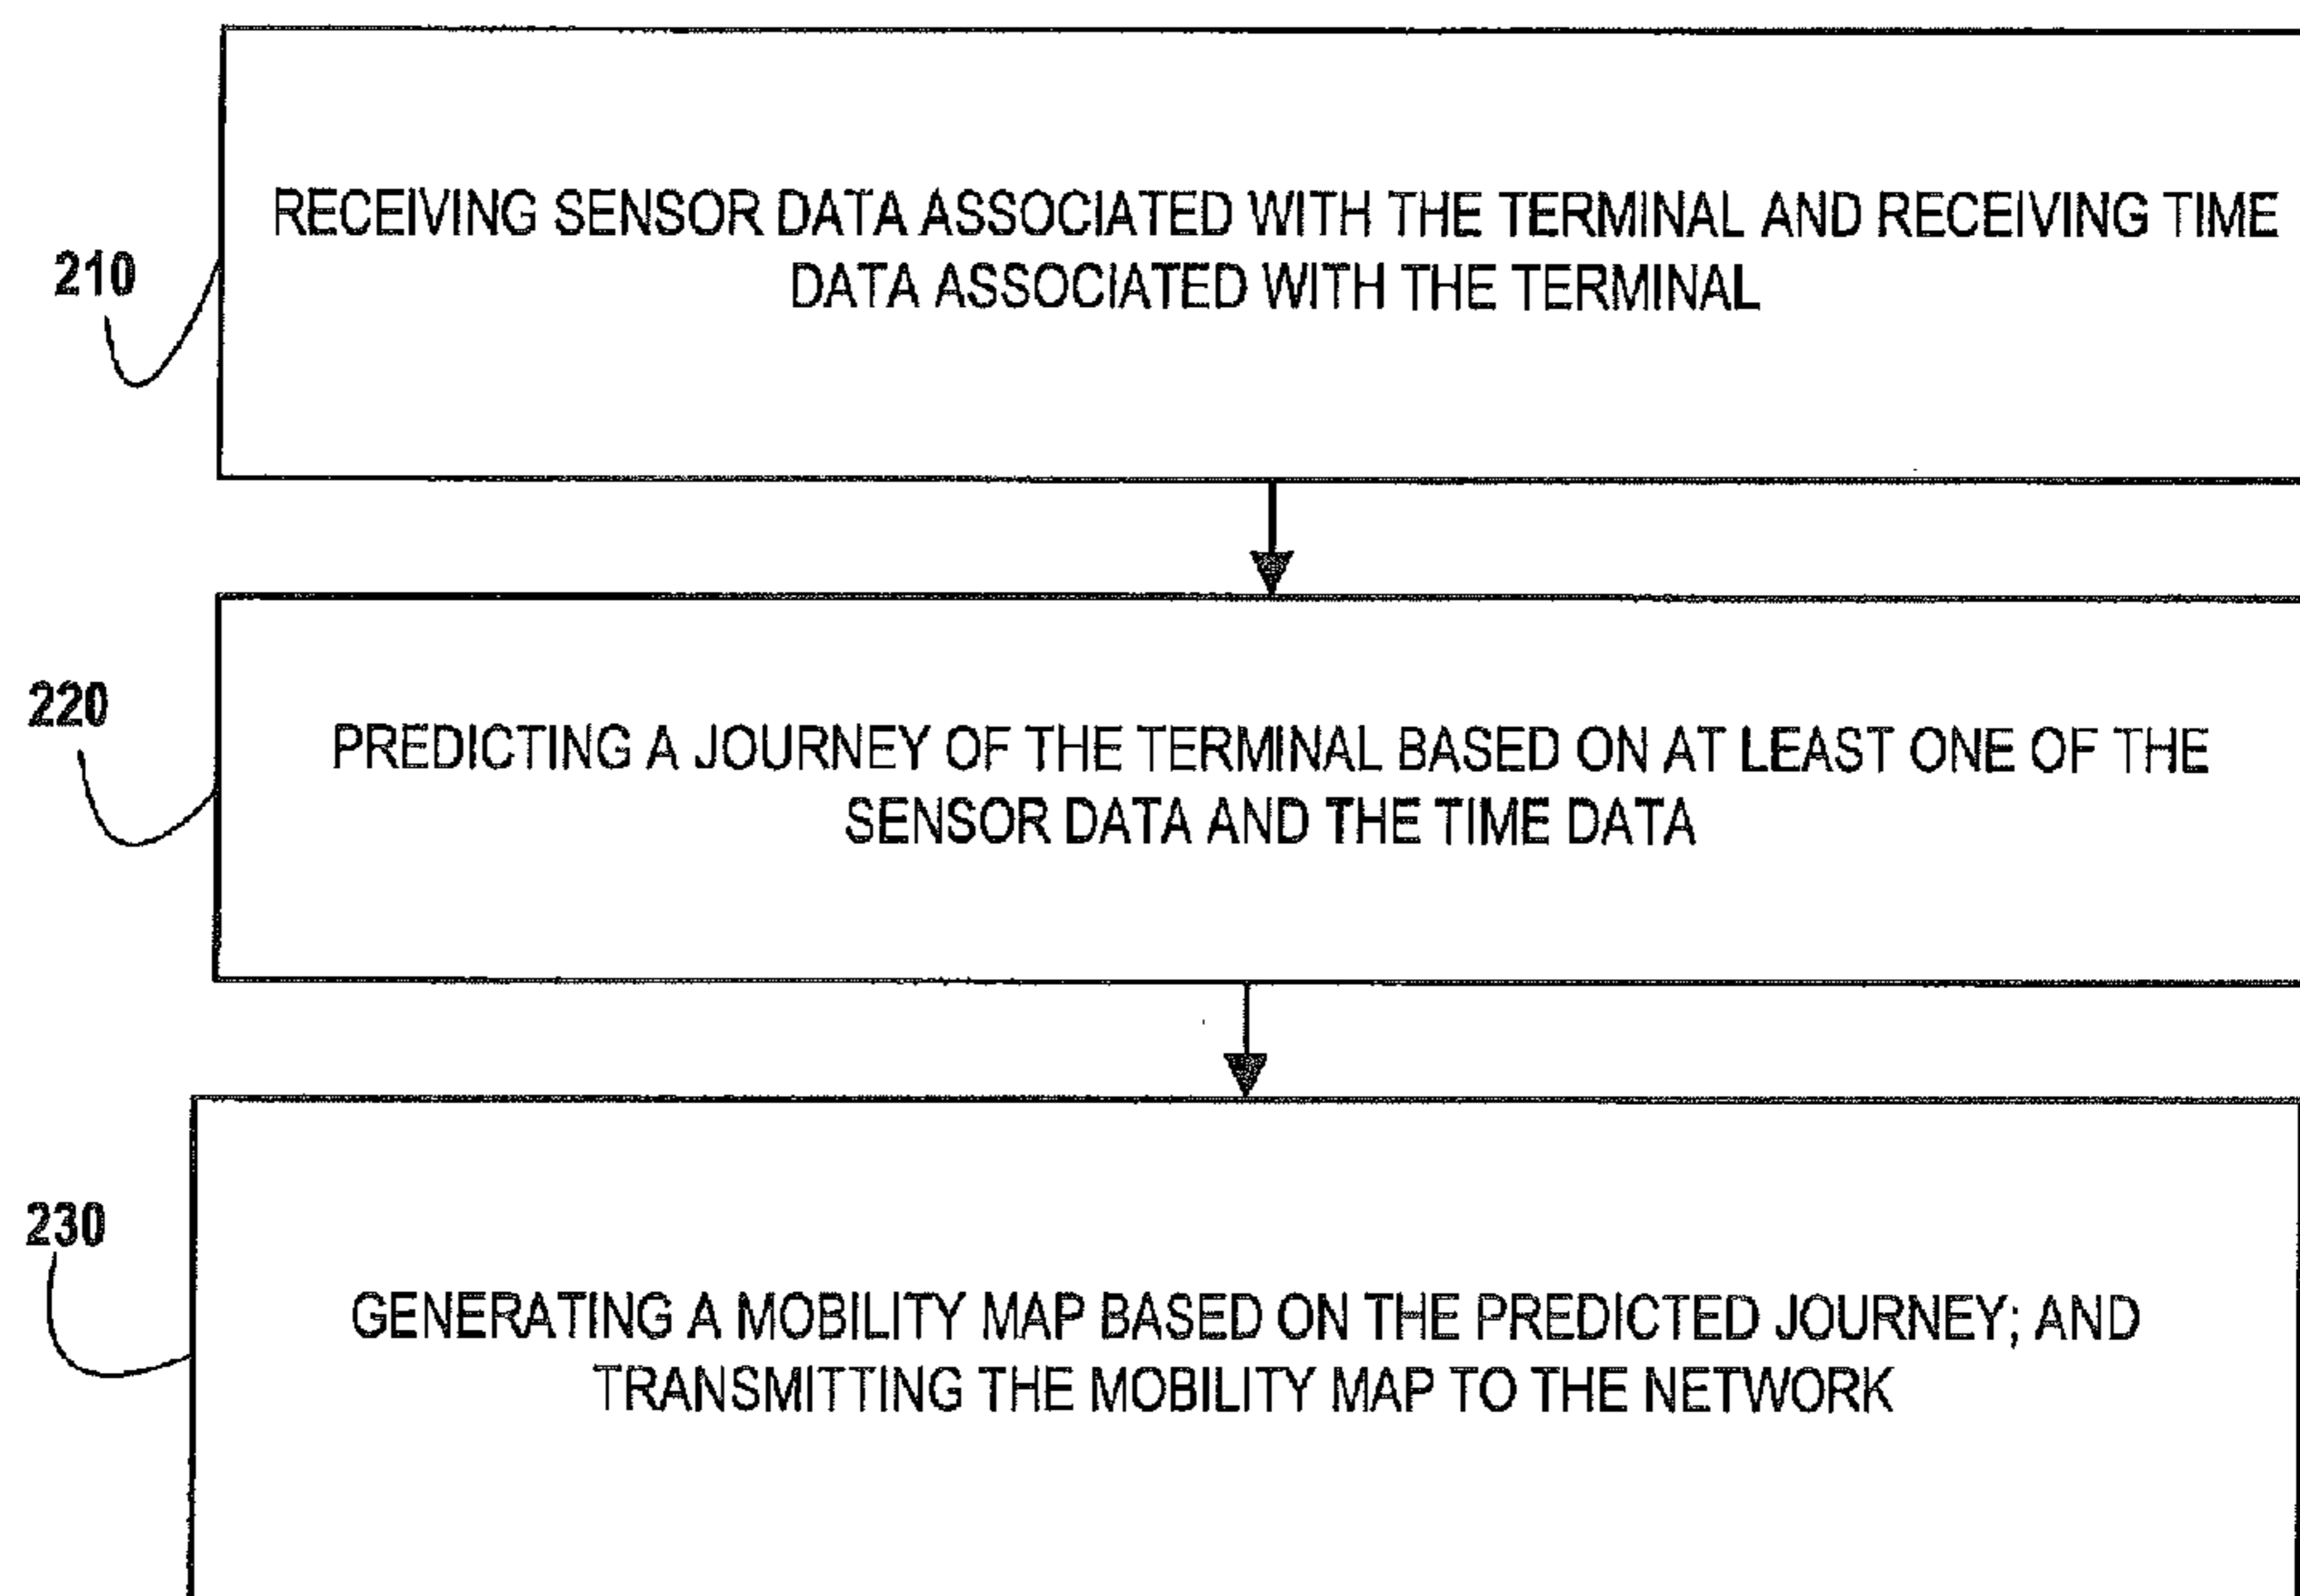 RECEIVING SENSOR DATA ASSOCIATED WITH THE TERMINAL AND RECEIVING TIME
DATA ASSOCIATED WITH THE TERMINAL
210
220
PREDICTING A JOURNEY OF THE TERMINAL BASED ON AT LEAST ONE OF THE
SENSOR DATA AND THE TIME DATA
230
GENERATING A MOBILITY MAP BASED ON THE PREDICTED JOURNEY; AND
TRANSMITTING THE MOBILITY MAP TO THE NETWORK